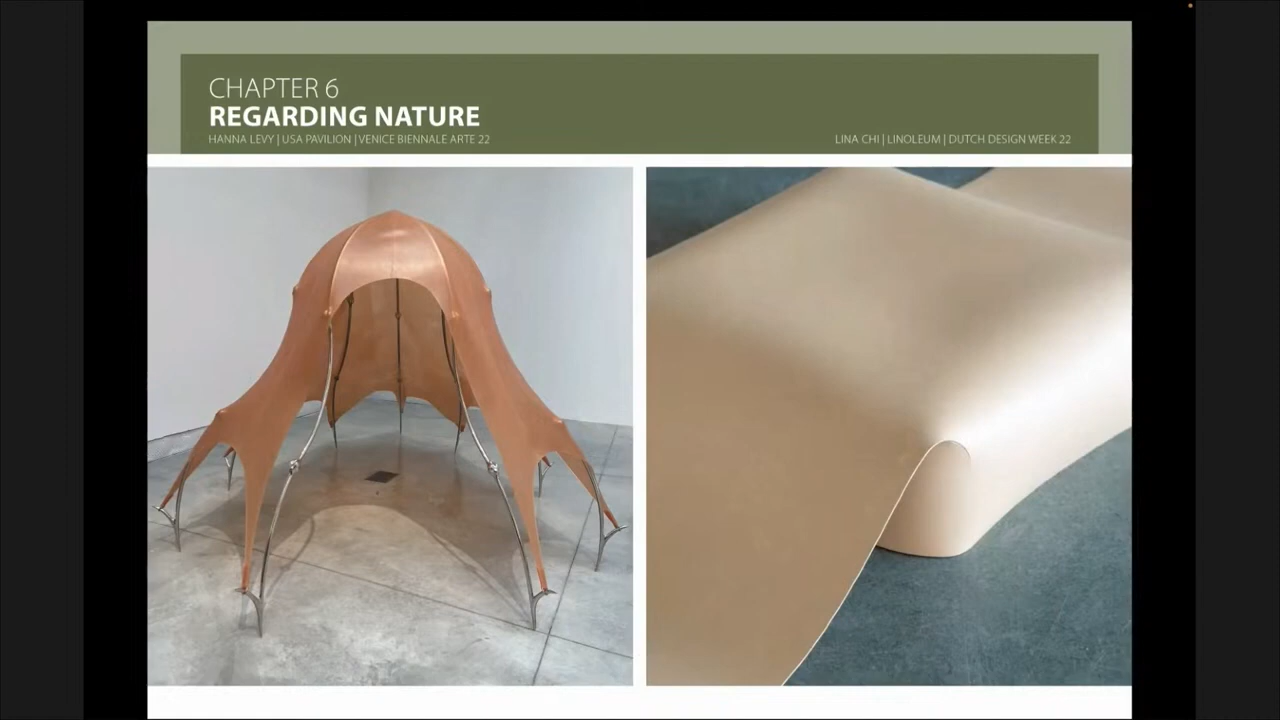 CHAPTER 6
REGARDING NATURE
HANNA LEVY | USA PAVILION | VENICE BIENNALE ARTE 22
LINA CHI | LINOLEUM | DUTCH DESIGN WEEK 22